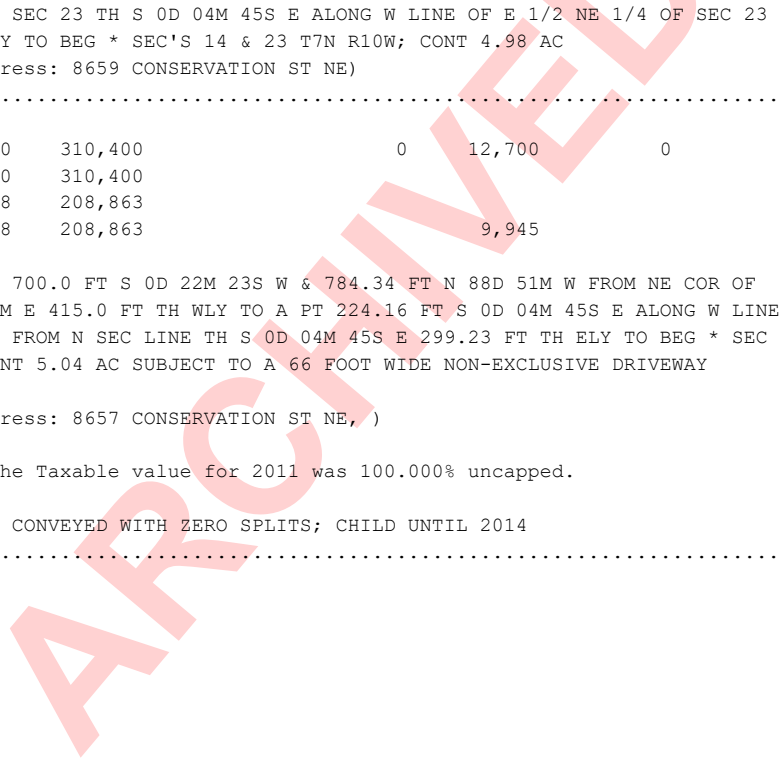 SEC 23 TH S 0D 04M 45S E ALONG W LINE OF E 1/2 NE 1/4 OF SEC 23
Y TO BEG * SEC'S 14 & 23 T7N R10W; CONT 4.98 AC
ress: 8659 CONSERVATION ST NE)
.................................................................
0 310,400 0 12,700 0
0 310,400
8 208,863
8 208,863 9,945
700.0 FT S 0D 22M 23S W & 784.34 FT N 88D 51M W FROM NE COR OF
M E 415.0 FT TH WLY TO A PT 224.16 FT S 0D 04M 45S E ALONG W LINE
FROM N SEC LINE TH S 0D 04M 45S E 299.23 FT TH ELY TO BEG * SEC
NT 5.04 AC SUBJECT TO A 66 FOOT WIDE NON-EXCLUSIVE DRIVEWAY
ress: 8657 CONSERVATION ST NE, )
he Taxable value for 2011 was 100.000% uncapped.
CONVEYED WITH ZERO SPLITS; CHILD UNTIL 2014
.................................................................
ARCHIVED